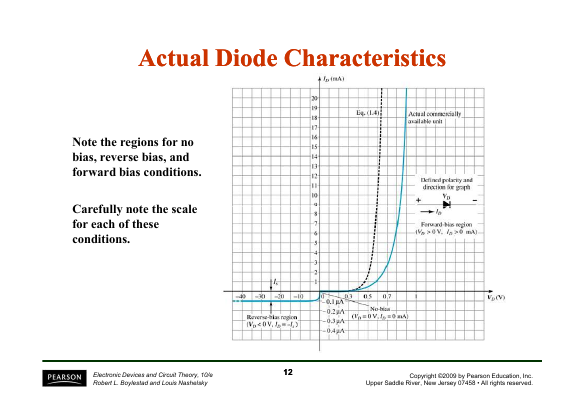 Actual Diode Characteristics
Note the regions for no
bias, reverse bias, and
forward bias conditions.
Carefully note the scale
for each of these
conditions.
I_D (mA)
20
19
18
17
16
15
14
13
12
11
10
9
8
7
6
5
4
3
2
1
Eq. (1.4)
Actual commercially
available unit
Defined polarity and
direction for graph
V_D
+ –
I_D
Forward-bias region
(V_D > 0 V, I_D > 0 mA)
I_s
–40 –30 –20 –10 0 0.3 0.5 0.7 1 V_D (V)
– 0.1 μA
– 0.2 μA
– 0.3 μA
– 0.4 μA
No-bias
(V_D = 0 V, I_D = 0 mA)
Reverse-bias region
(V_D < 0 V, I_D = –I_s)
PEARSON
Electronic Devices and Circuit Theory, 10/e
Robert L. Boylestad and Louis Nashelsky
12
Copyright ©2009 by Pearson Education, Inc.
Upper Saddle River, New Jersey 07458 • All rights reserved.